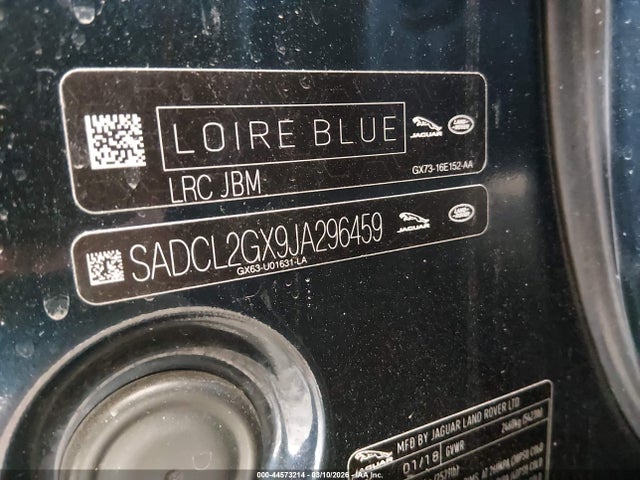 LOIRE BLUE
JAGUAR
LAND ROVER
LRC JBM
GX73-16E152-AA
SADCL2GX9JA296459
JAGUAR
LAND ROVER
GX63-U01631-LA
MFD BY JAGUAR LAND ROVER LTD
01/18 GVWR
000-44573214 - 03/10/2026 - IAA